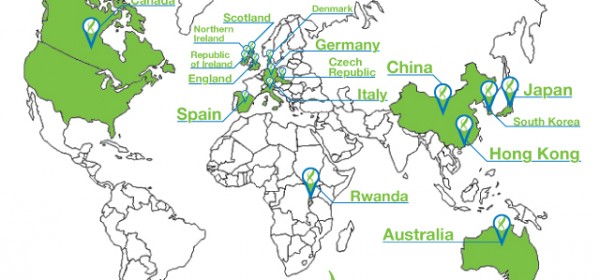 Canada
Scotland
Denmark
Northern
Ireland
Germany
Republic
of Ireland
Czech
Republic
England
China
Italy
Japan
Spain
South Korea
Hong Kong
Rwanda
Australia